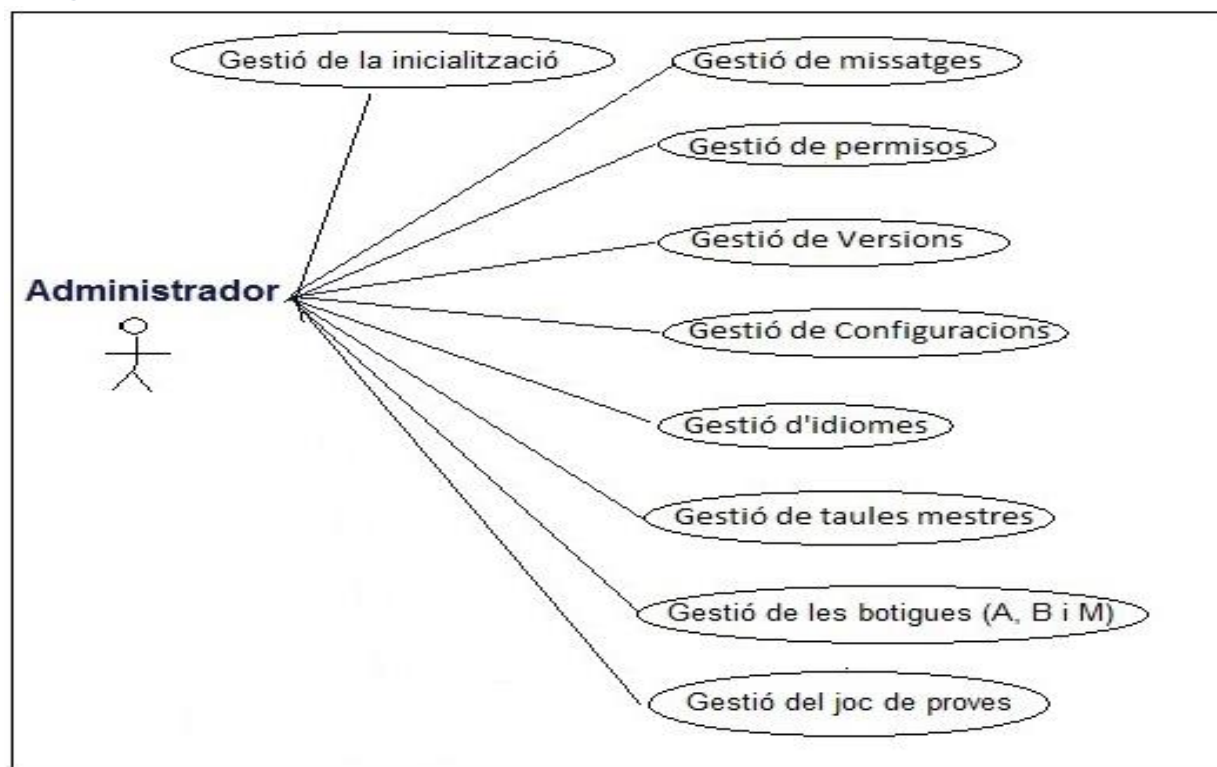 Gestió de la inicialització
Gestió de missatges
Gestió de permisos
Gestió de Versions
Administrador
Gestió de Configuracions
Gestió d'idiomes
Gestió de taules mestres
Gestió de les botigues (A, B i M)
Gestió del joc de proves